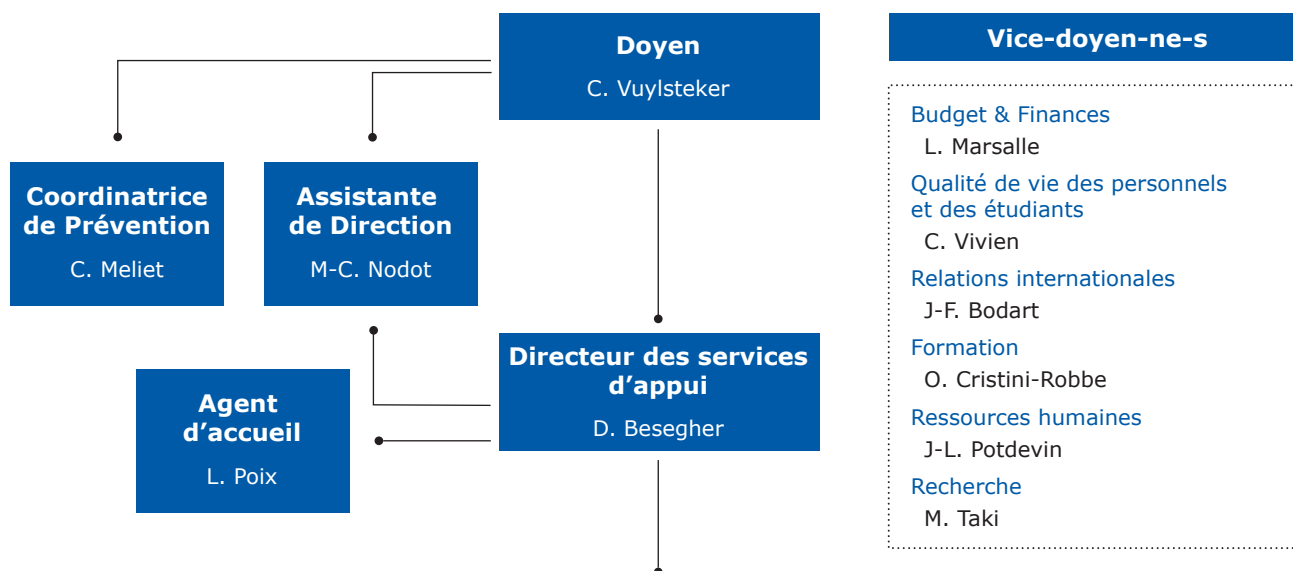 Doyen
C. Vuylsteker
Coordinatrice
de Prévention
C. Meliet
Assistante
de Direction
M-C. Nodot
Directeur des services
d’appui
D. Besegher
Agent
d’accueil
L. Poix
Vice-doyen-ne-s
Budget & Finances
L. Marsalle
Qualité de vie des personnels
et des étudiants
C. Vivien
Relations internationales
J-F. Bodart
Formation
O. Cristini-Robbe
Ressources humaines
J-L. Potdevin
Recherche
M. Taki